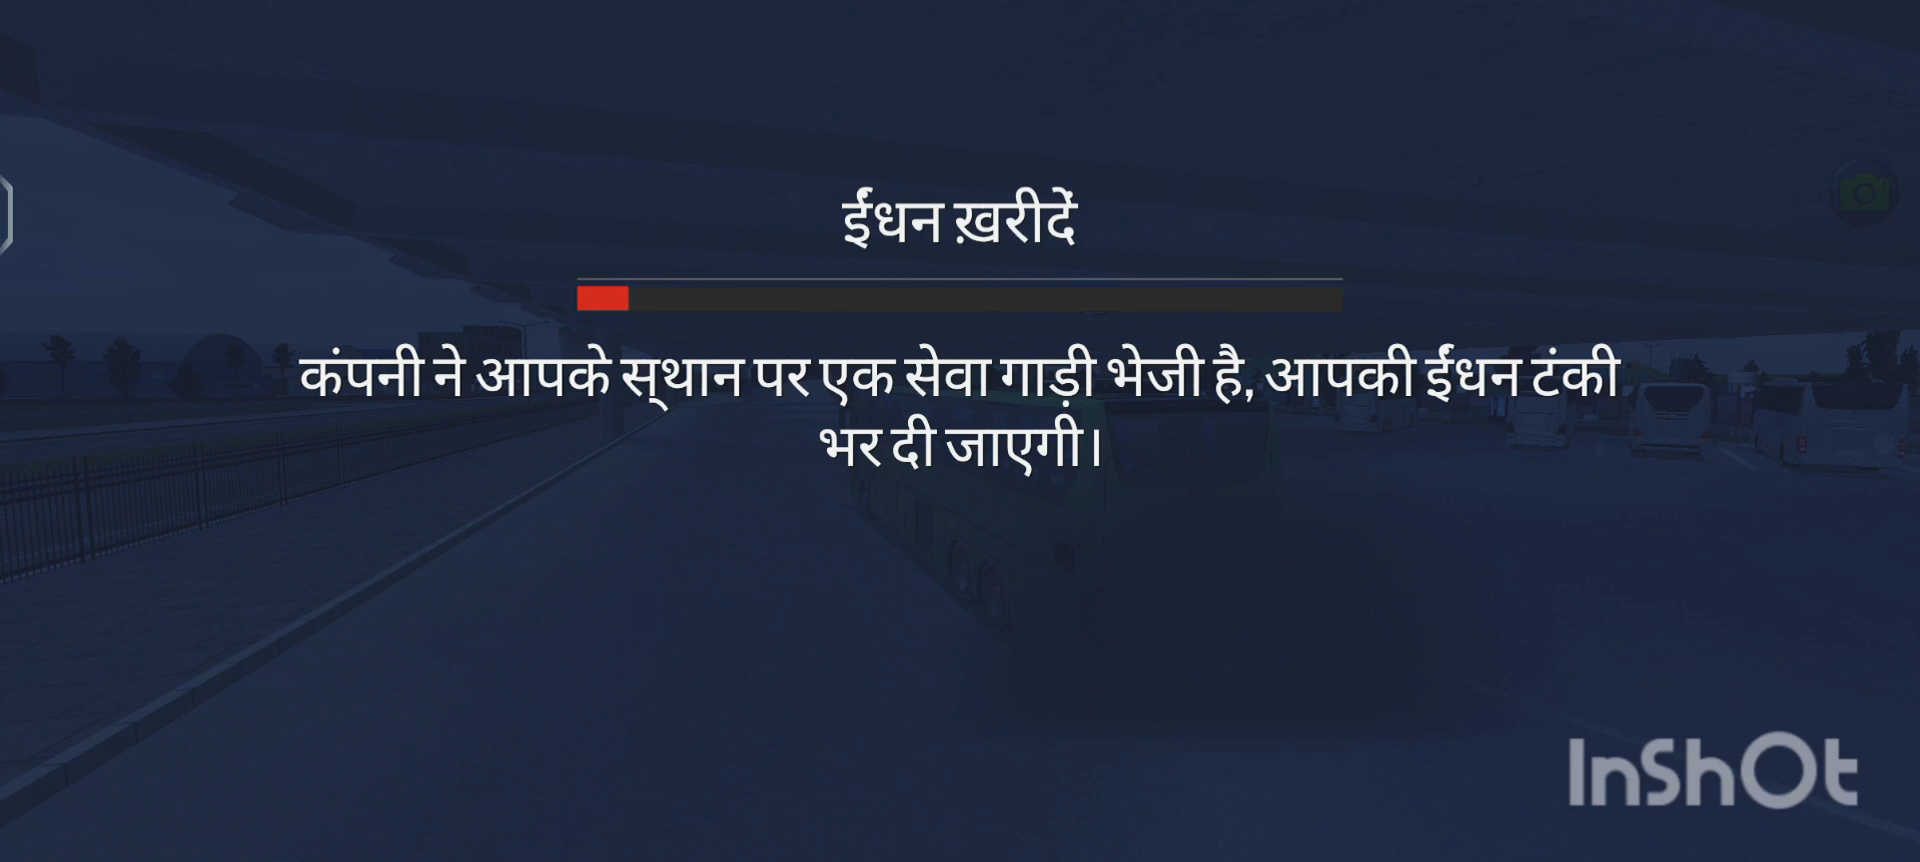 ईंधन ख़रीदें
कंपनी ने आपके स्थान पर एक सेवा गाड़ी भेजी है, आपकी ईंधन टंकी
भर दी जाएगी।
InShOt